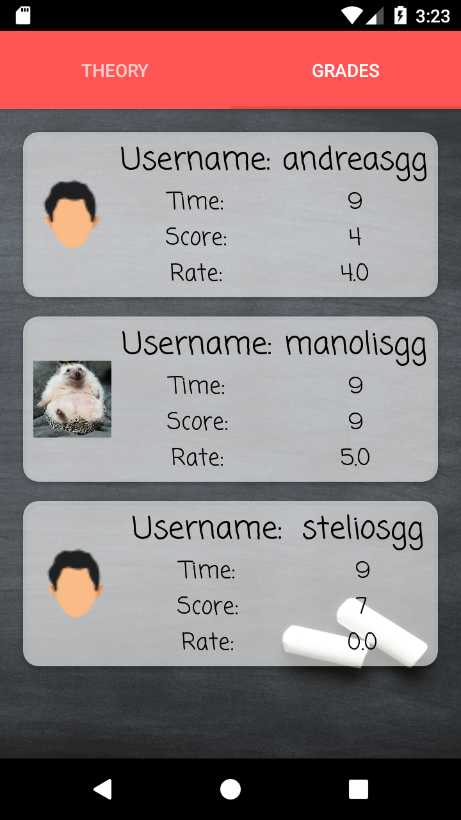 3:23
THEORY GRADES
Username: andreasgg
Time: 9
Score: 4
Rate: 4.0
Username: manolisgg
Time: 9
Score: 9
Rate: 5.0
Username: steliosgg
Time: 9
Score: 7
Rate: 0.0